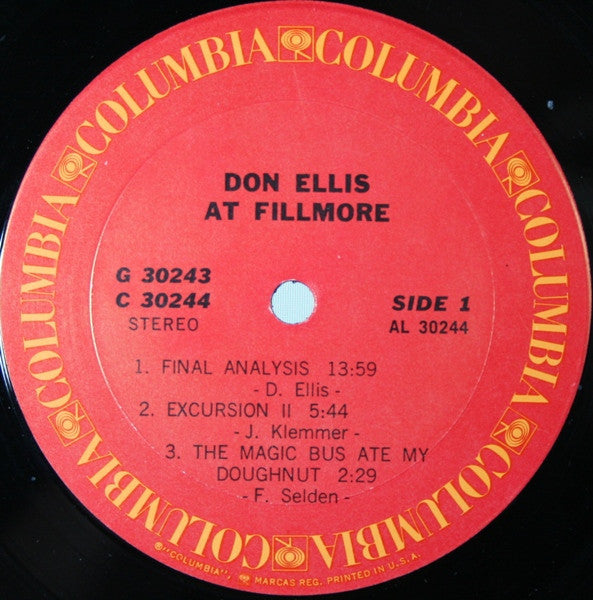 COLUMBIA COLUMBIA COLUMBIA COLUMBIA COLUMBIA COLUMBIA
DON ELLIS
AT FILLMORE
G 30243
C 30244
STEREO
SIDE 1
AL 30244
1. FINAL ANALYSIS 13:59
- D. Ellis -
2. EXCURSION II 5:44
- J. Klemmer -
3. THE MAGIC BUS ATE MY
DOUGHNUT 2:29
- F. Selden -
®"COLUMBIA", MARCAS REG. PRINTED IN U.S.A.